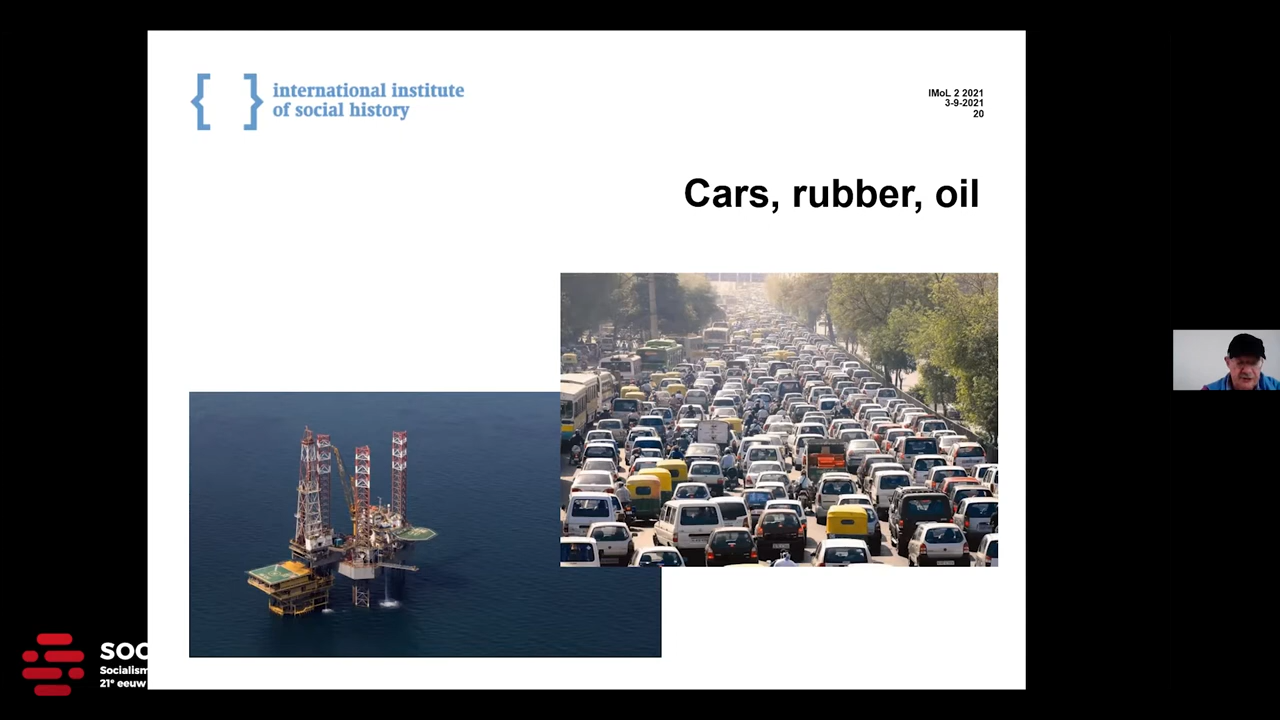 international institute
of social history
IMoL 2 2021
3-9-2021
20
Cars, rubber, oil
SOC
Socialism
21e eeuw